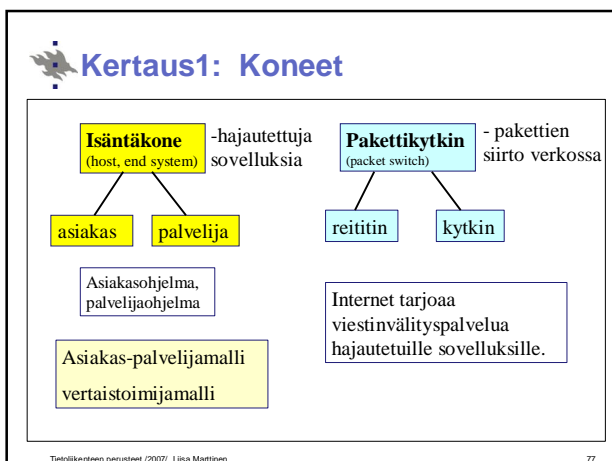 Kertaus1: Koneet
Isäntäkone
(host, end system)
-hajautettuja
sovelluksia
asiakas
palvelija
Asiakasohjelma,
palvelijaohjelma
Asiakas-palvelijamalli
vertaistoimijamalli
Pakettikytkin
(packet switch)
- pakettien
siirto verkossa
reititin
kytkin
Internet tarjoaa
viestinvälityspalvelua
hajautetuille sovelluksille.
Tietoliikenteen perusteet /2007/ Liisa Marttinen
77